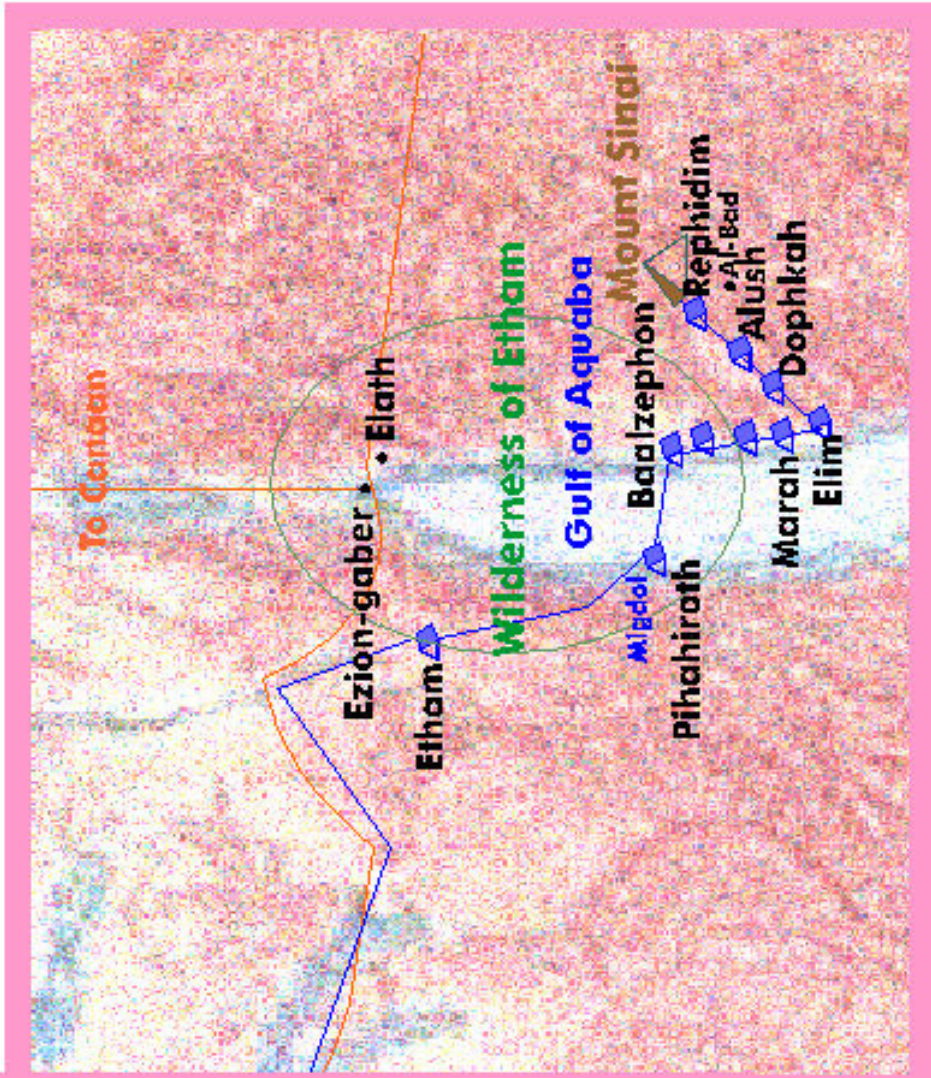 To Canaan
Ezion-gaber
Elath
Etham
Wilderness of Etham
Gulf of Aquaba
Mount Sinai
Migdol
Baalzephon
Pihahiroth
Rephidim
Al-Bad
Alush
Dophkah
Marah
Elim